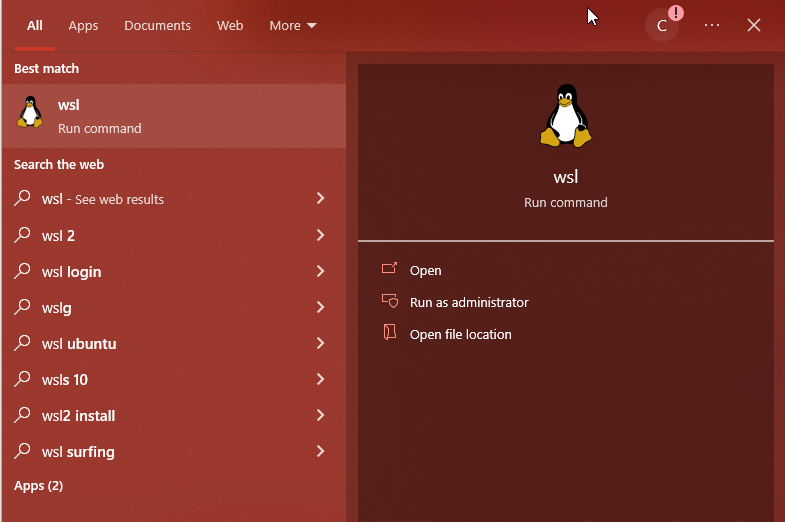 All Apps Documents Web More C ! ...
Best match
wsl
Run command
Search the web
wsl - See web results
wsl 2
wsl login
wslg
wsl ubuntu
wsls 10
wsl2 install
wsl surfing
Apps (2)
wsl
Run command
Open
Run as administrator
Open file location